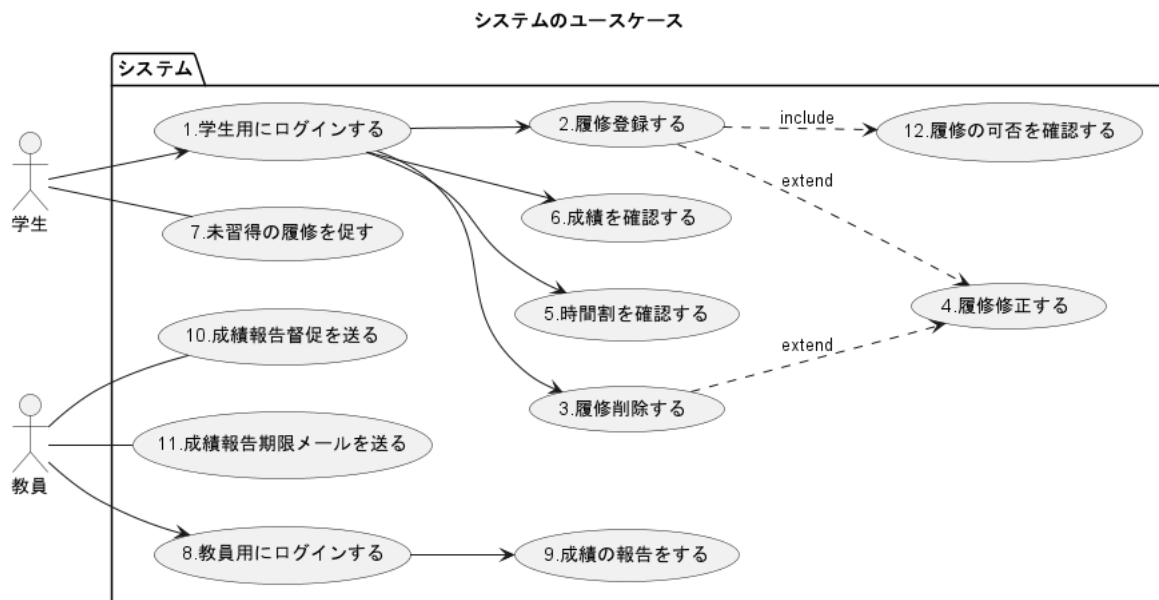 システムのユースケース
システム
1.学生用にログインする
2.履修登録する
include
12.履修の可否を確認する
extend
学生
7.未習得の履修を促す
6.成績を確認する
5.時間割を確認する
4.履修修正する
10.成績報告督促を送る
extend
3.履修削除する
11.成績報告期限メールを送る
教員
8.教員用にログインする
9.成績の報告をする